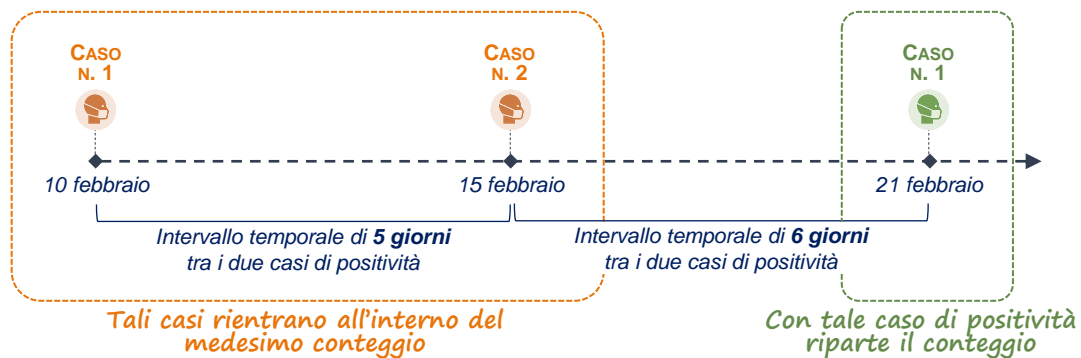 CASO
N. 1
CASO
N. 2
CASO
N. 1
10 febbraio
15 febbraio
21 febbraio
Intervallo temporale di 5 giorni
tra i due casi di positività
Intervallo temporale di 6 giorni
tra i due casi di positività
Tali casi rientrano all'interno del
medesimo conteggio
Con tale caso di positività
riparte il conteggio